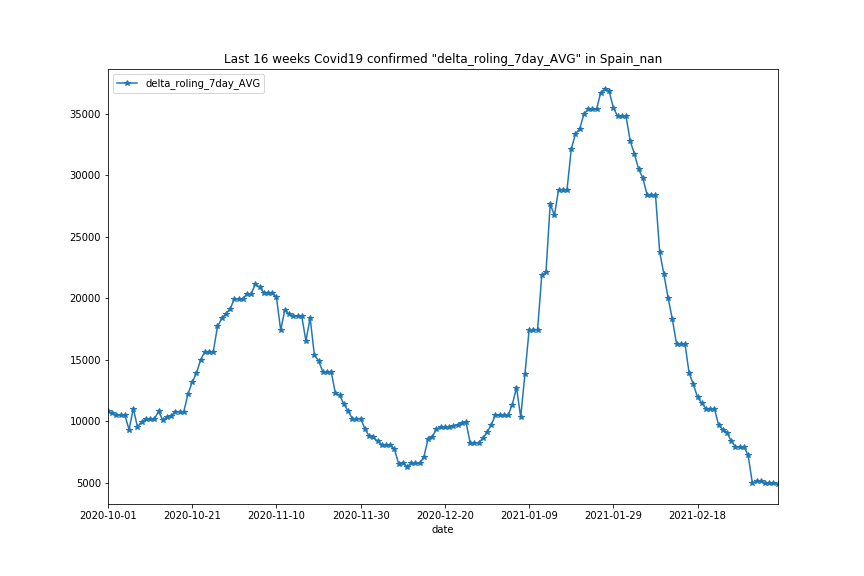 Last 16 weeks Covid19 confirmed "delta_roling_7day_AVG" in Spain_nan
delta_roling_7day_AVG
35000
30000
25000
20000
15000
10000
5000
2020-10-01 2020-10-21 2020-11-10 2020-11-30 2020-12-20 2021-01-09 2021-01-29 2021-02-18
date